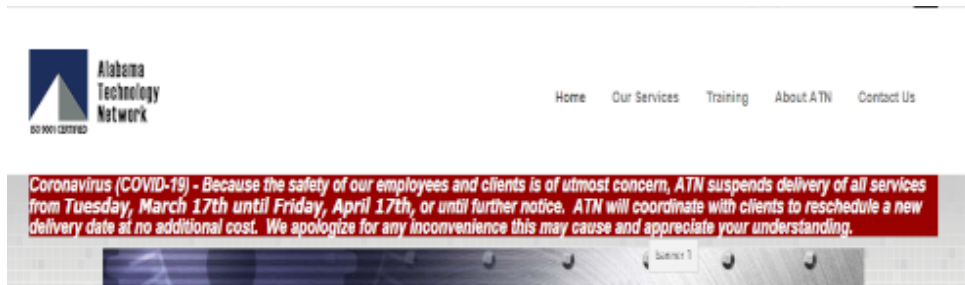 Alabama
Technology
Network
ISO 9001 CERTIFIED
Home Our Services Training About ATN Contact Us
Coronavirus (COVID-19) - Because the safety of our employees and clients is of utmost concern, ATN suspends delivery of all services
from Tuesday, March 17th until Friday, April 17th, or until further notice. ATN will coordinate with clients to reschedule a new
delivery date at no additional cost. We apologize for any inconvenience this may cause and appreciate your understanding.
banner 1